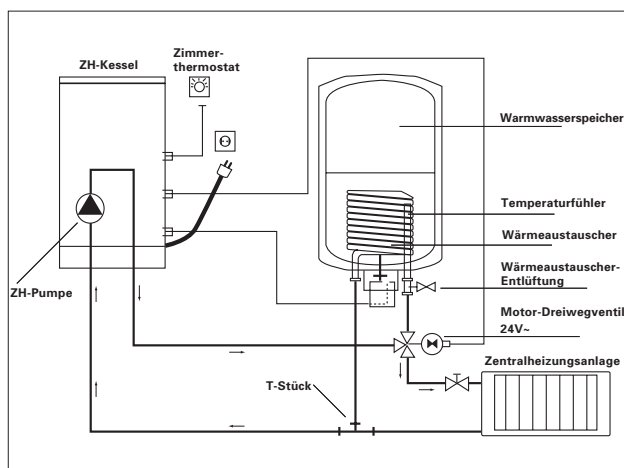 ZH-Kessel
Zimmer-
thermostat
Warmwasserspeicher
Temperaturfühler
Wärmeaustauscher
Wärmeaustauscher-
Entlüftung
ZH-Pumpe
Motor-Dreiwegventil
24V~
Zentralheizungsanlage
T-Stück